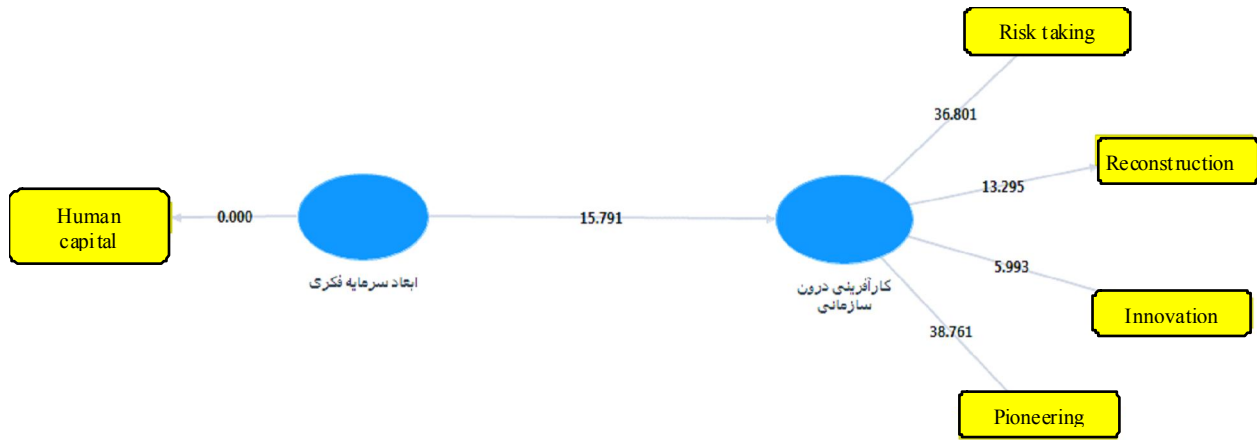 Risk taking
36.801
Reconstruction
13.295
Human
capital
0.000
15.791
ابعاد سرمایه فکری
کارآفرینی درون
سازمانی
5.993
Innovation
38.761
Pioneering